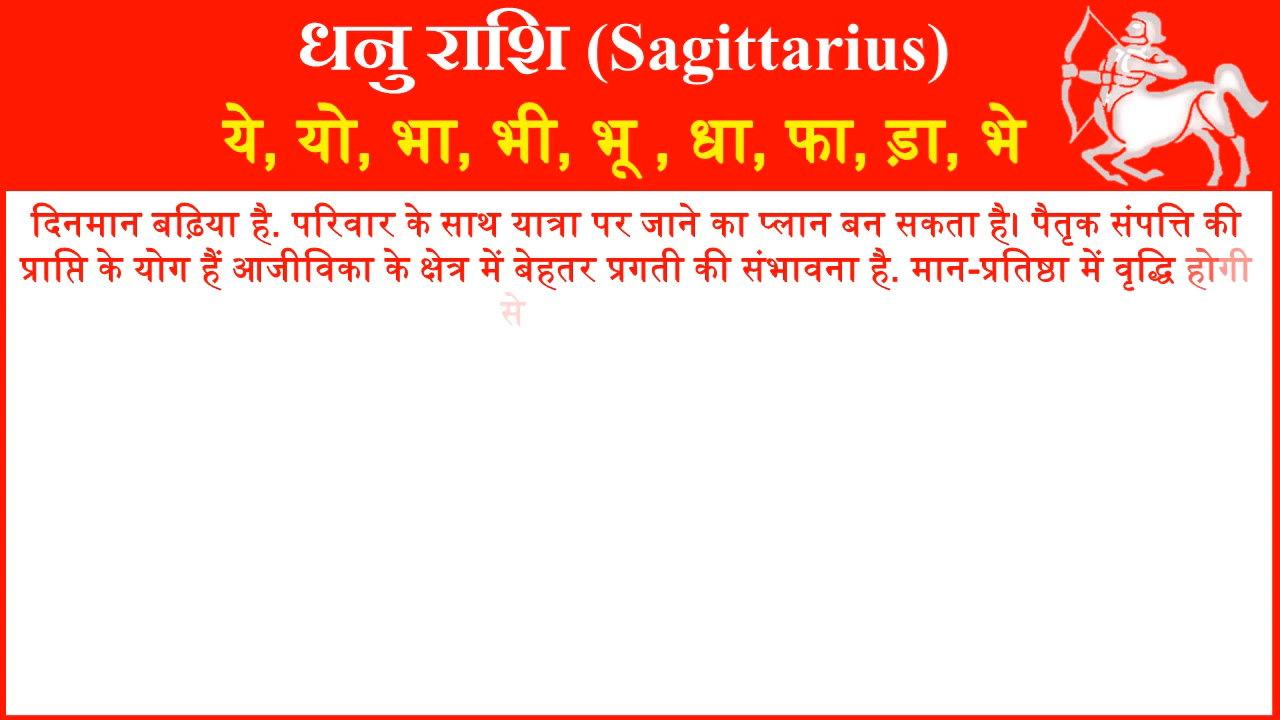 धनु राशि (Sagittarius)
ये, यो, भा, भी, भू , धा, फा, ड़ा, भे
दिनमान बढ़िया है. परिवार के साथ यात्रा पर जाने का प्लान बन सकता है। पैतृक संपत्ति की
प्राप्ति के योग हैं आजीविका के क्षेत्र में बेहतर प्रगती की संभावना है. मान-प्रतिष्ठा में वृद्धि होगी
से